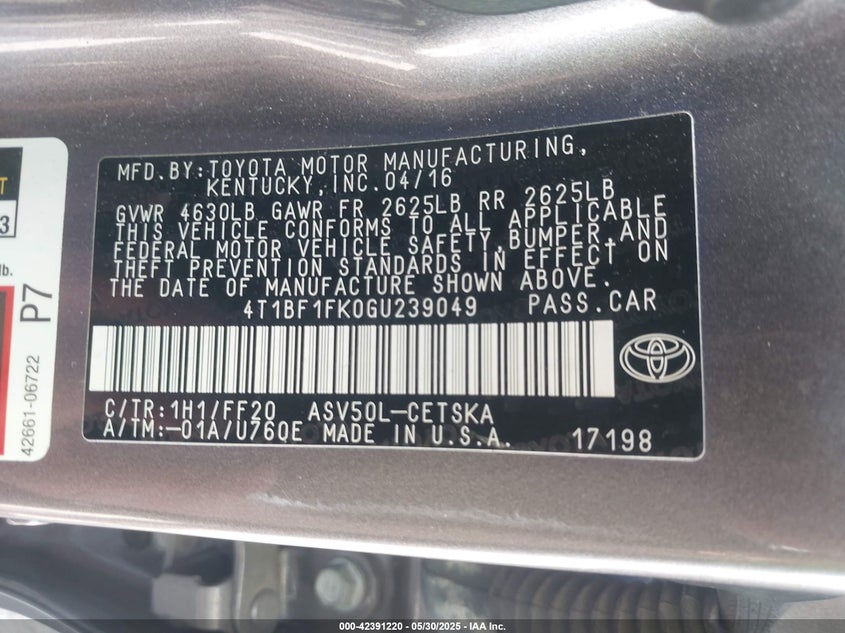 MFD. BY: TOYOTA MOTOR MANUFACTURING,
KENTUCKY, INC. 04/16
GVWR 4630LB GAWR FR 2625LB RR 2625LB
THIS VEHICLE CONFORMS TO ALL APPLICABLE
FEDERAL MOTOR VEHICLE SAFETY, BUMPER, AND
THEFT PREVENTION STANDARDS IN EFFECT ON
THE DATE OF MANUFACTURE SHOWN ABOVE.
4T1BF1FK0GU239049 PASS. CAR
C/TR: 1H1/FF20 ASV50L-CETSKA
A/TM: -01A/U760E MADE IN U.S.A. 17198
T
3
lb.
P7
42661-06722
000-42391220 - 05/30/2025 - IAA Inc.